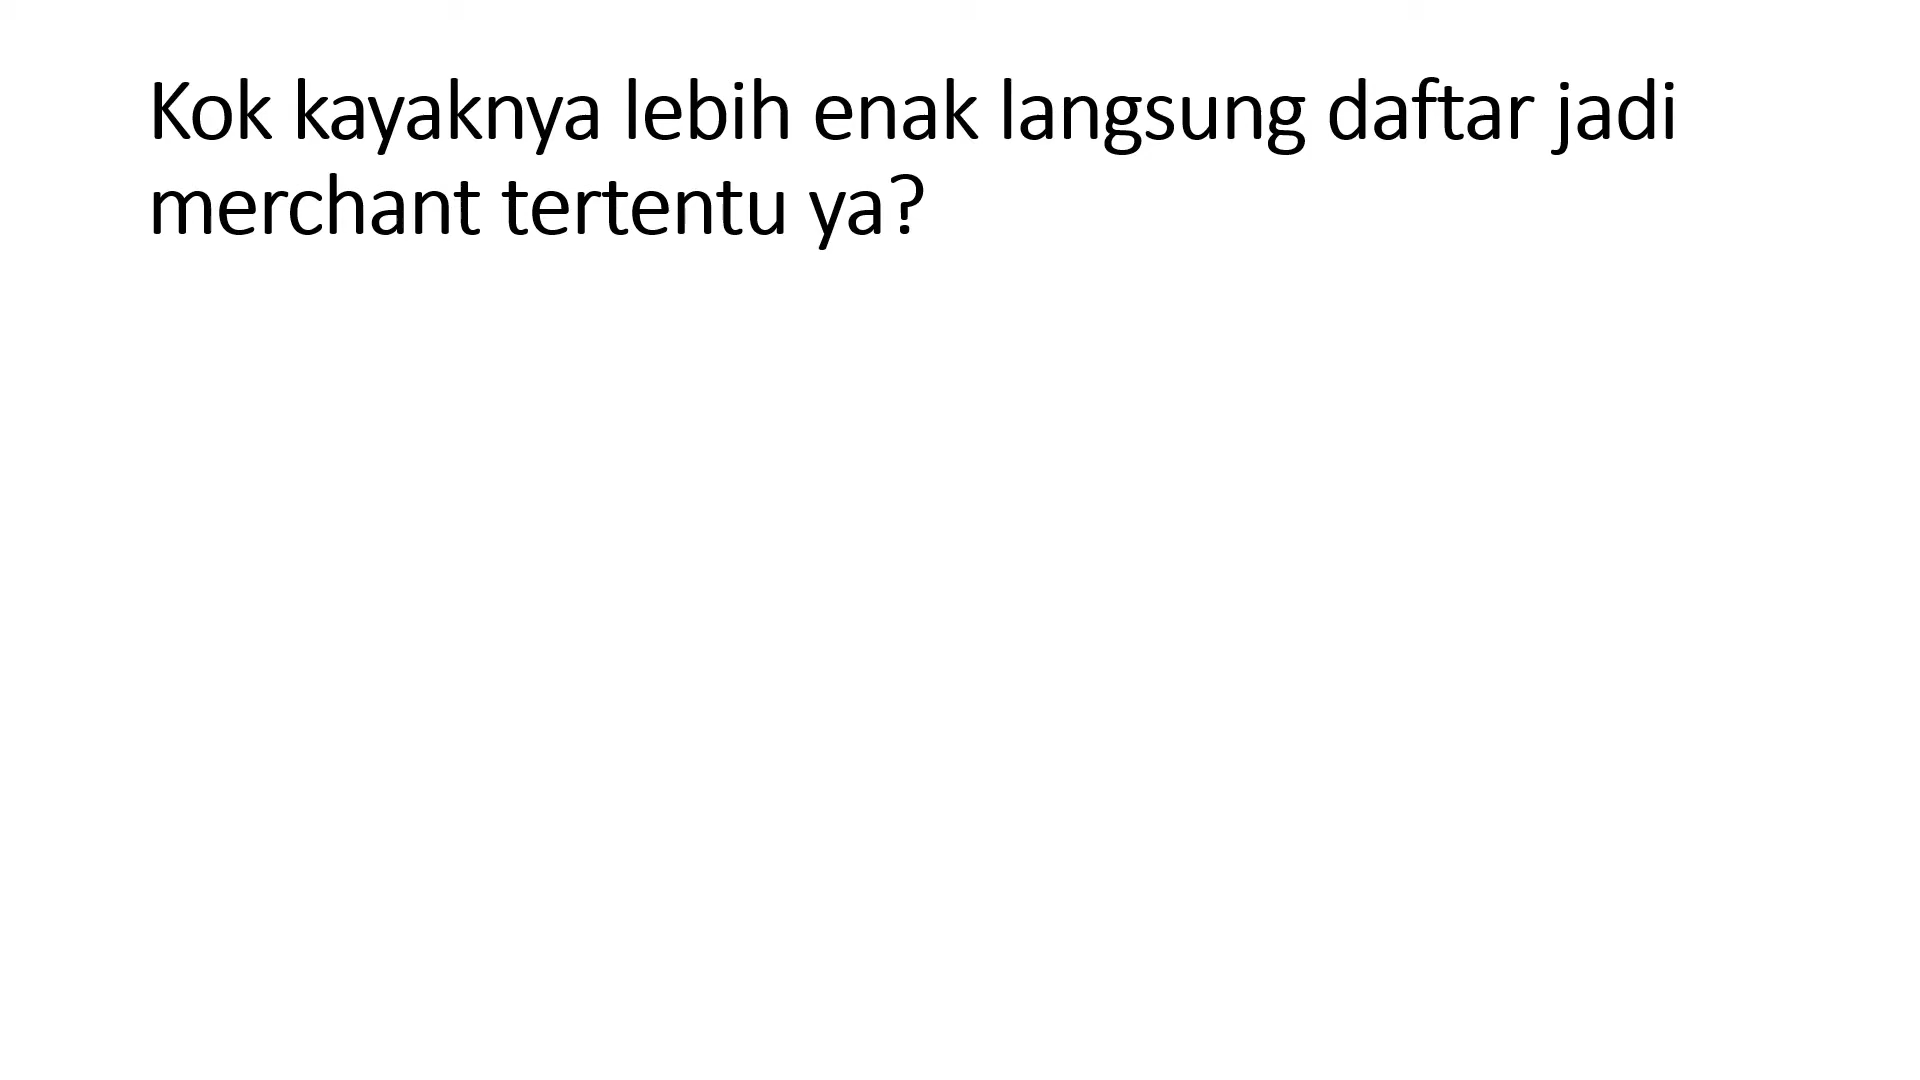 Kok kayaknya lebih enak langsung daftar jadi
merchant tertentu ya?